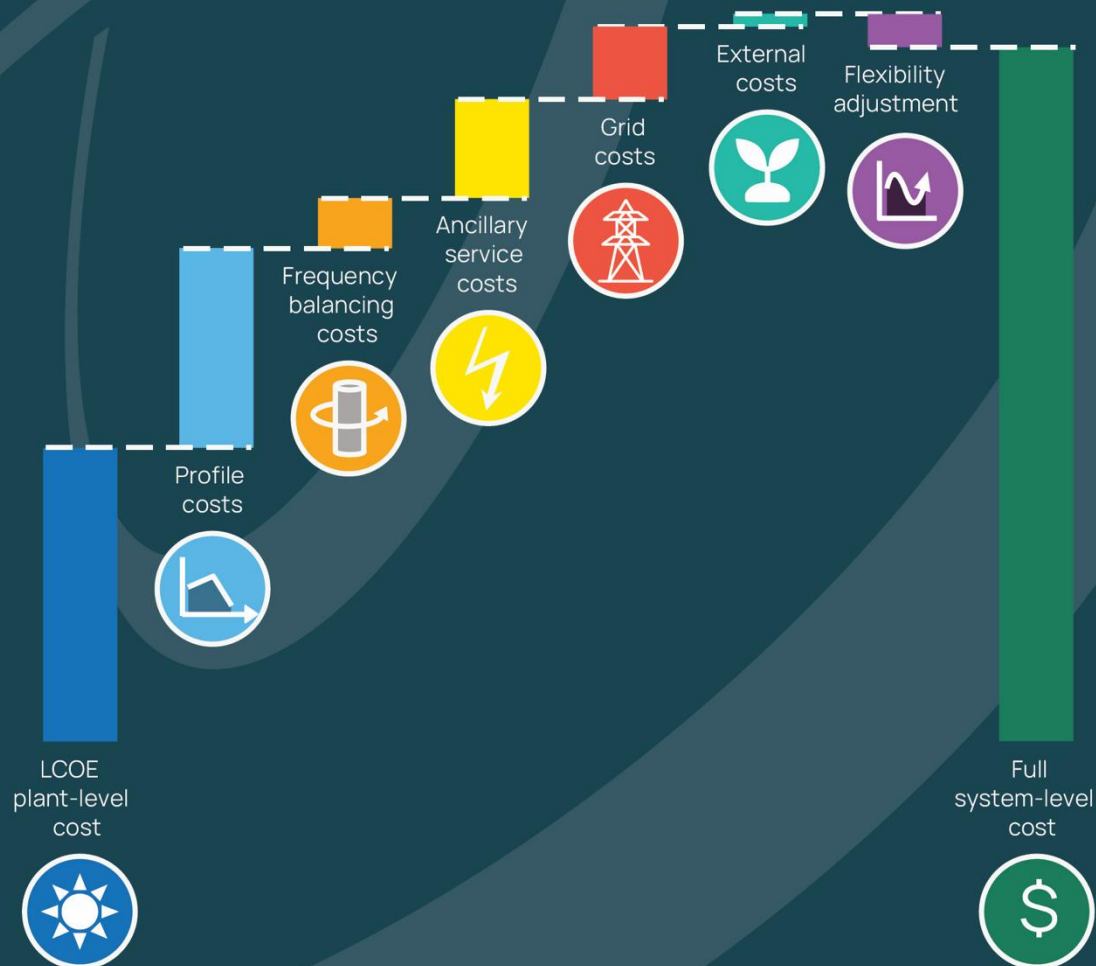 LCOE
plant-level
cost
Profile
costs
Frequency
balancing
costs
Ancillary
service
costs
Grid
costs
External
costs
Flexibility
adjustment
Full
system-level
cost
$